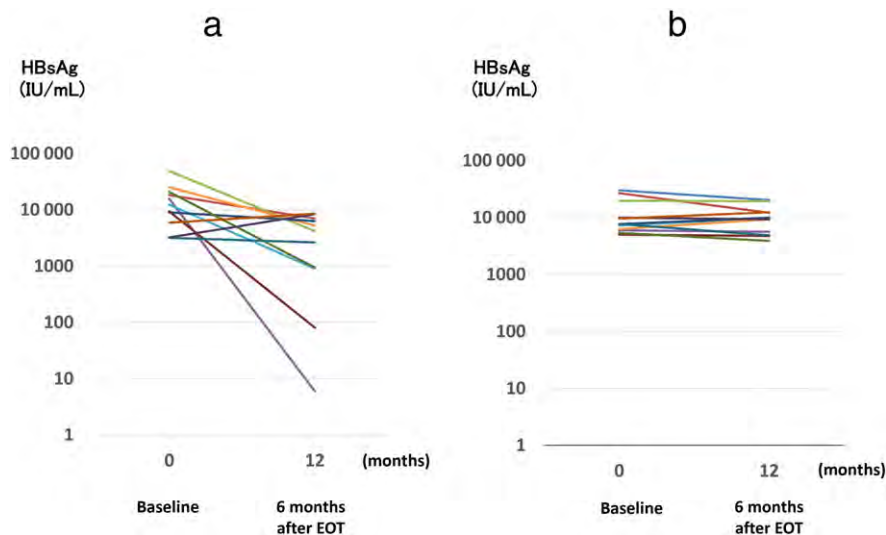 a
HBsAg
(IU/mL)
100 000
10 000
1000
100
10
1
0
12
(months)
Baseline
6 months
after EOT
b
HBsAg
(IU/mL)
100 000
10 000
1000
100
10
1
0
12
(months)
Baseline
6 months
after EOT